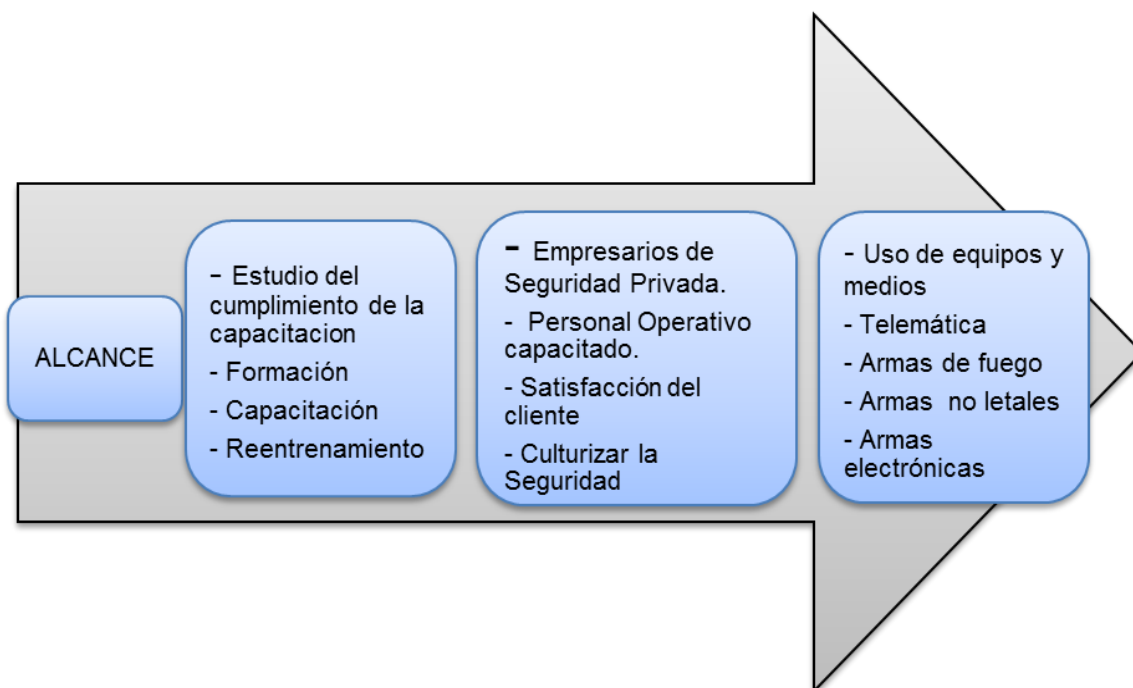 ALCANCE
- Estudio del
cumplimiento de la
capacitacion
- Formación
- Capacitación
- Reentrenamiento
- Empresarios de
Seguridad Privada.
- Personal Operativo
capacitado.
- Satisfacción del
cliente
- Culturizar la
Seguridad
- Uso de equipos y
medios
- Telemática
- Armas de fuego
- Armas no letales
- Armas
electrónicas